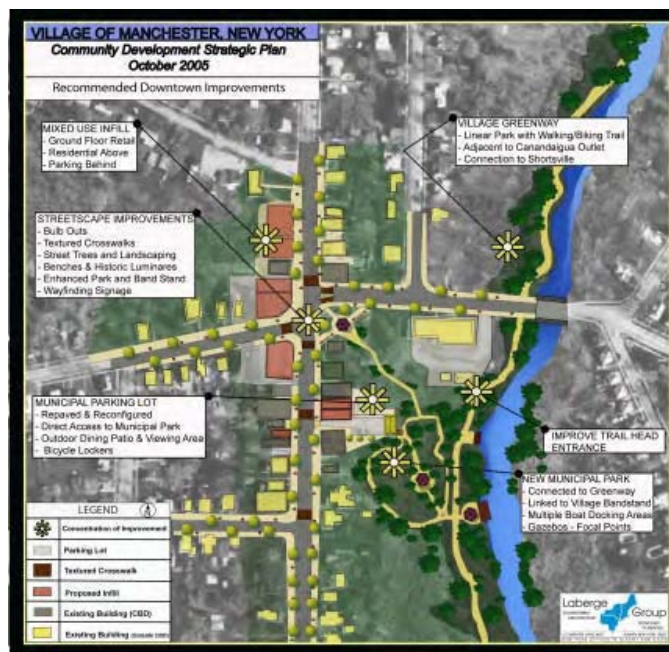 VILLAGE OF MANCHESTER, NEW YORK
Community Development Strategic Plan
October 2005
Recommended Downtown Improvements
MIXED USE INFILL
- Ground Floor Retail
- Residential Above
- Parking Behind
VILLAGE GREENWAY
- Linear Park with Walking/Biking Trail
- Adjacent to Canandaigua Outlet
- Connection to Shortsville
STREETSCAPE IMPROVEMENTS
- Bulb Outs
- Textured Crosswalks
- Street Trees and Landscaping
- Benches & Historic Luminares
- Enhanced Park and Band Stand
- Wayfinding Signage
MUNICIPAL PARKING LOT
- Repaved & Reconfigured
- Direct Access to Municipal Park
- Outdoor Dining Patio & Viewing Area
- Bicycle Lockers
IMPROVE TRAIL HEAD
ENTRANCE
NEW MUNICIPAL PARK
- Connected to Greenway
- Linked to Village Bandstand
- Multiple Boat Docking Areas
- Gazebos - Focal Points
LEGEND
Concentration of Improvement
Parking Lot
Textured Crosswalk
Proposed Infill
Existing Building (CBD)
Existing Building
Laberge
Group